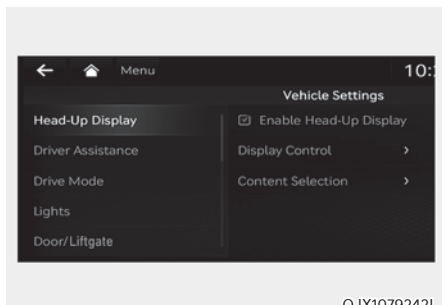 Menu 10:
Vehicle Settings
Head-Up Display
Enable Head-Up Display
Driver Assistance
Display Control
Drive Mode
Content Selection
Lights
Door/Liftgate